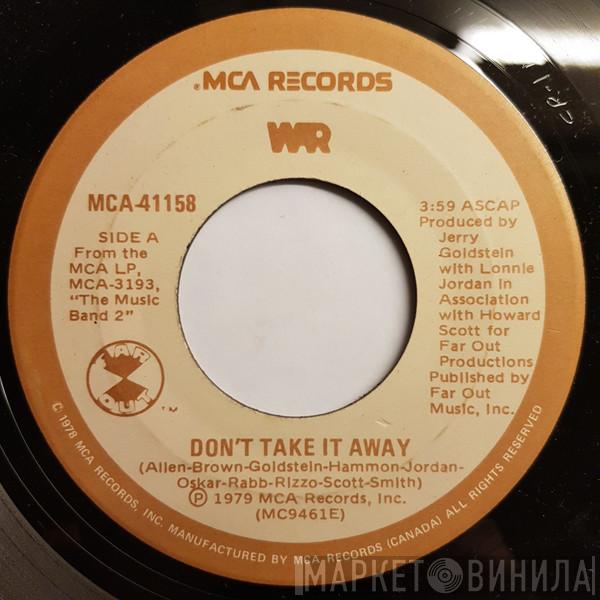 MCA RECORDS
WAR
MCA-41158
SIDE A
From the
MCA LP,
MCA-3193,
"The Music
Band 2"
3:59 ASCAP
Produced by
Jerry
Goldstein
with Lonnie
Jordan in
Association
with Howard
Scott for
Far Out
Productions
Published by
Far Out
Music, Inc.
FAR
OUT
TM
DON'T TAKE IT AWAY
(Allen-Brown-Goldstein-Hammon-Jordan-
Oskar-Rabb-Rizzo-Scott-Smith)
℗ 1979 MCA Records, Inc.
(MC9461E)
© 1978 MCA RECORDS, INC. MANUFACTURED BY MCA RECORDS (CANADA) ALL RIGHTS RESERVED
МАРКЕТ ВИНИЛА